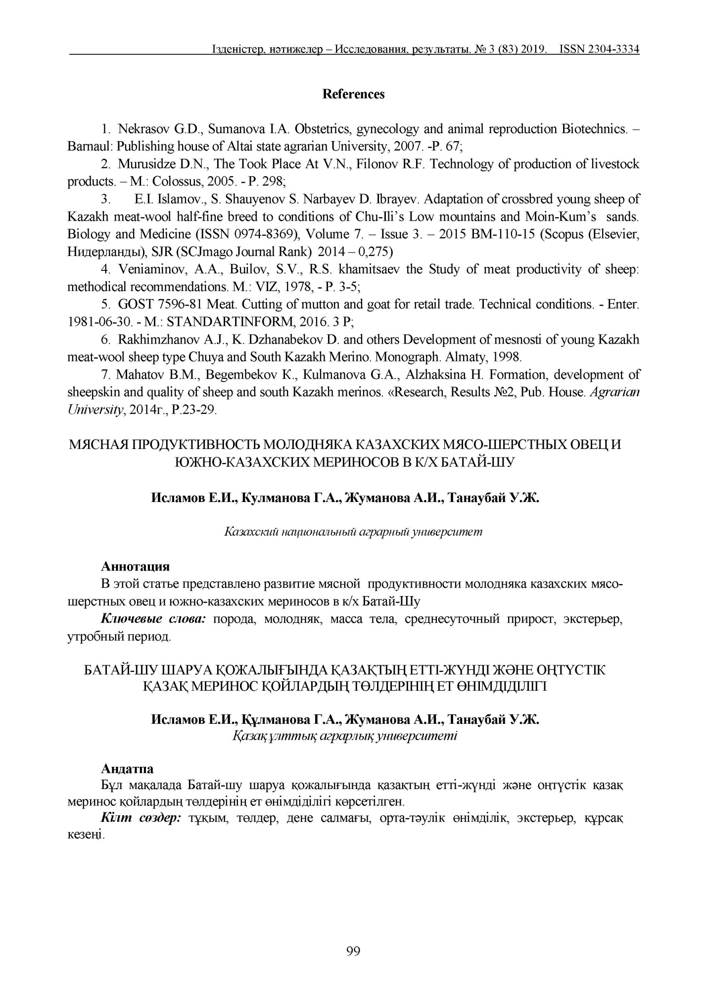 Ізденістер, нәтижелер – Исследования, результаты. № 3 (83) 2019. ISSN 2304-3334
References
1. Nekrasov G.D., Sumanova I.A. Obstetrics, gynecology and animal reproduction Biotechnics. –
Barnaul: Publishing house of Altai state agrarian University, 2007. -P. 67;
2. Murusidze D.N., The Took Place At V.N., Filonov R.F. Technology of production of livestock
products. – M.: Colossus, 2005. - P. 298;
3. E.I. Islamov., S. Shauyenov S. Narbayev D. Ibrayev. Adaptation of crossbred young sheep of
Kazakh meat-wool half-fine breed to conditions of Chu-Ili’s Low mountains and Moin-Kum’s sands.
Biology and Medicine (ISSN 0974-8369), Volume 7. – Issue 3. – 2015 BM-110-15 (Scopus (Elsevier,
Нидерланды), SJR (SCJmago Journal Rank) 2014 – 0,275)
4. Veniaminov, A.A., Builov, S.V., R.S. khamitsaev the Study of meat productivity of sheep:
methodical recommendations. M.: VIZ, 1978, - P. 3-5;
5. GOST 7596-81 Meat. Cutting of mutton and goat for retail trade. Technical conditions. - Enter.
1981-06-30. - M.: STANDARTINFORM, 2016. 3 P;
6. Rakhimzhanov A.J., K. Dzhanabekov D. and others Development of mesnosti of young Kazakh
meat-wool sheep type Chuya and South Kazakh Merino. Monograph. Almaty, 1998.
7. Mahatov B.M., Begembekov K., Kulmanova G.A., Alzhaksina H. Formation, development of
sheepskin and quality of sheep and south Kazakh merinos. «Research, Results №2, Pub. House. Agrarian
University, 2014г., P.23-29.
МЯСНАЯ ПРОДУКТИВНОСТЬ МОЛОДНЯКА КАЗАХСКИХ МЯСО-ШЕРСТНЫХ ОВЕЦ И
ЮЖНО-КАЗАХСКИХ МЕРИНОСОВ В К/Х БАТАЙ-ШУ
Исламов Е.И., Кулманова Г.А., Жуманова А.И., Танаубай У.Ж.
Казахский национальный аграрный университет
Аннотация
В этой статье представлено развитие мясной продуктивности молодняка казахских мясо-
шерстных овец и южно-казахских мериносов в к/х Батай-Шу
Ключевые слова: порода, молодняк, масса тела, среднесуточный прирост, экстерьер,
утробный период.
БАТАЙ-ШУ ШАРУА ҚОЖАЛЫҒЫНДА ҚАЗАҚТЫҢ ЕТТІ-ЖҮНДІ ЖӘНЕ ОҢТҮСТІК
ҚАЗАҚ МЕРИНОС ҚОЙЛАРДЫҢ ТӨЛДЕРІНІҢ ЕТ ӨНІМДІДІЛІГІ
Исламов Е.И., Құлманова Г.А., Жуманова А.И., Танаубай У.Ж.
Қазақ ұлттық аграрлық университеті
Андатпа
Бұл мақалада Батай-шу шаруа қожалығында қазақтың етті-жүнді және оңтүстік қазақ
меринос қойлардың төлдерінің ет өнімдіділігі көрсетілген.
Кілт сөздер: тұқым, төлдер, дене салмағы, орта-тәулік өнімділік, экстерьер, құрсақ
кезеңі.
99